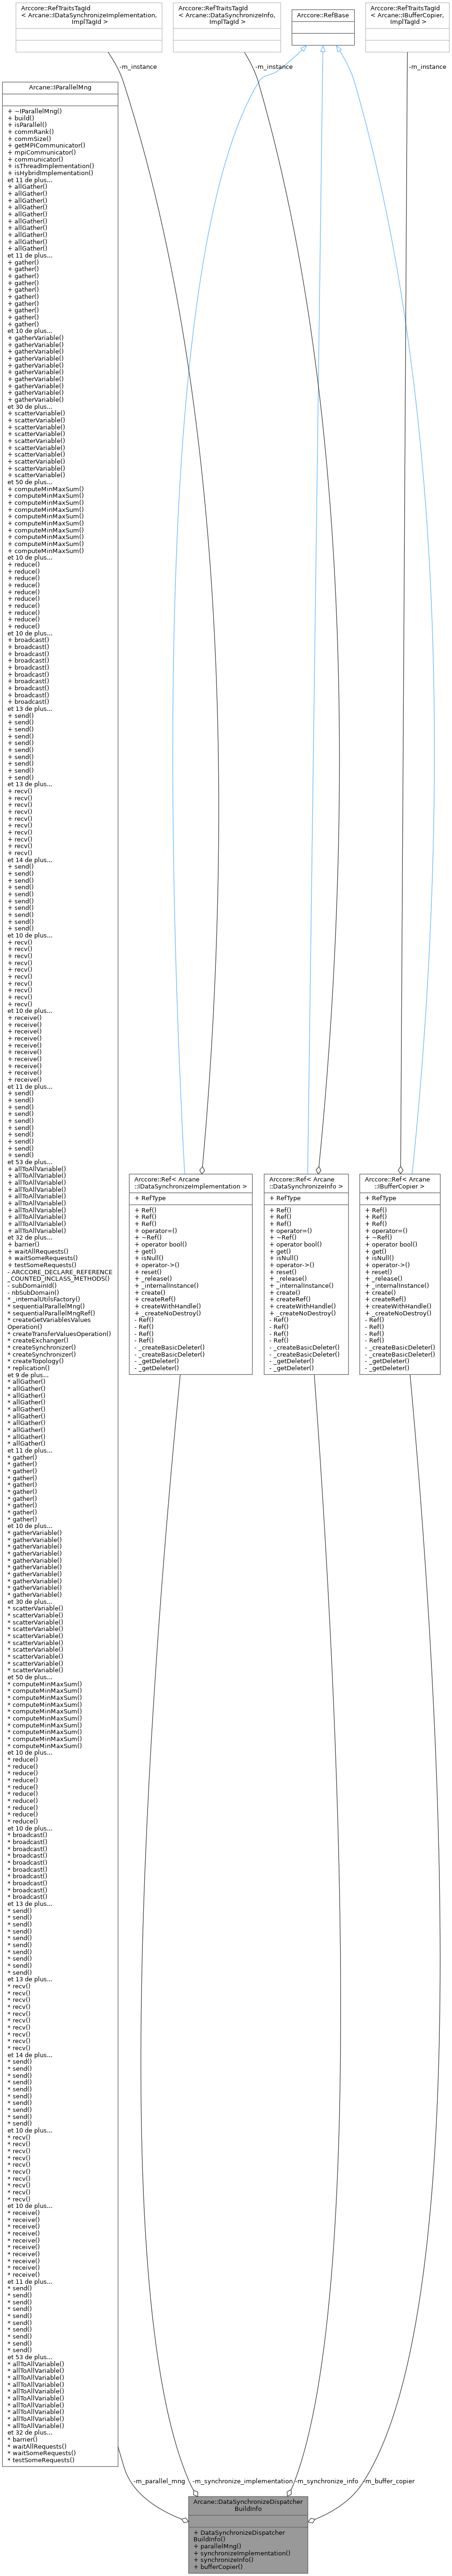 Arccore::RefTraitsTagId
< Arcane::IDataSynchronizeImplementation,
ImplTagId >
Arccore::RefTraitsTagId
< Arcane::DataSynchronizeInfo,
ImplTagId >
Arccore::RefBase
Arccore::RefTraitsTagId
< Arcane::IBufferCopier,
ImplTagId >
-m_instance
-m_instance
-m_instance
Arcane::IParallelMng
+ ~IParallelMng()
+ build()
+ isParallel()
+ commRank()
+ commSize()
+ getMPICommunicator()
+ mpiCommunicator()
+ communicator()
+ isThreadImplementation()
+ isHybridImplementation()
et 11 de plus...
+ allGather()
+ allGather()
+ allGather()
+ allGather()
+ allGather()
+ allGather()
+ allGather()
+ allGather()
+ allGather()
+ allGather()
et 11 de plus...
+ gather()
+ gather()
+ gather()
+ gather()
+ gather()
+ gather()
+ gather()
+ gather()
+ gather()
+ gather()
et 10 de plus...
+ gatherVariable()
+ gatherVariable()
+ gatherVariable()
+ gatherVariable()
+ gatherVariable()
+ gatherVariable()
+ gatherVariable()
+ gatherVariable()
+ gatherVariable()
+ gatherVariable()
et 30 de plus...
+ scatterVariable()
+ scatterVariable()
+ scatterVariable()
+ scatterVariable()
+ scatterVariable()
+ scatterVariable()
+ scatterVariable()
+ scatterVariable()
+ scatterVariable()
+ scatterVariable()
et 50 de plus...
+ computeMinMaxSum()
+ computeMinMaxSum()
+ computeMinMaxSum()
+ computeMinMaxSum()
+ computeMinMaxSum()
+ computeMinMaxSum()
+ computeMinMaxSum()
+ computeMinMaxSum()
+ computeMinMaxSum()
+ computeMinMaxSum()
et 10 de plus...
+ reduce()
+ reduce()
+ reduce()
+ reduce()
+ reduce()
+ reduce()
+ reduce()
+ reduce()
+ reduce()
+ reduce()
et 10 de plus...
+ broadcast()
+ broadcast()
+ broadcast()
+ broadcast()
+ broadcast()
+ broadcast()
+ broadcast()
+ broadcast()
+ broadcast()
+ broadcast()
et 13 de plus...
+ send()
+ send()
+ send()
+ send()
+ send()
+ send()
+ send()
+ send()
+ send()
+ send()
et 13 de plus...
+ recv()
+ recv()
+ recv()
+ recv()
+ recv()
+ recv()
+ recv()
+ recv()
+ recv()
+ recv()
et 14 de plus...
+ send()
+ send()
+ send()
+ send()
+ send()
+ send()
+ send()
+ send()
+ send()
+ send()
et 10 de plus...
+ recv()
+ recv()
+ recv()
+ recv()
+ recv()
+ recv()
+ recv()
+ recv()
+ recv()
+ recv()
et 10 de plus...
+ receive()
+ receive()
+ receive()
+ receive()
+ receive()
+ receive()
+ receive()
+ receive()
+ receive()
+ receive()
et 11 de plus...
+ send()
+ send()
+ send()
+ send()
+ send()
+ send()
+ send()
+ send()
+ send()
+ send()
et 53 de plus...
+ allToAllVariable()
+ allToAllVariable()
+ allToAllVariable()
+ allToAllVariable()
+ allToAllVariable()
+ allToAllVariable()
+ allToAllVariable()
+ allToAllVariable()
+ allToAllVariable()
+ allToAllVariable()
et 32 de plus...
+ barrier()
+ waitAllRequests()
+ waitSomeRequests()
+ testSomeRequests()
- ARCCORE_DECLARE_REFERENCE
_COUNTED_INCLASS_METHODS()
- subDomainId()
- nbSubDomain()
* _internalUtilsFactory()
* sequentialParallelMng()
* sequentialParallelMngRef()
* createGetVariablesValues
Operation()
* createTransferValuesOperation()
* createExchanger()
* createSynchronizer()
* createSynchronizer()
* createTopology()
* replication()
et 9 de plus...
* allGather()
* allGather()
* allGather()
* allGather()
* allGather()
* allGather()
* allGather()
* allGather()
* allGather()
* allGather()
et 11 de plus...
* gather()
* gather()
* gather()
* gather()
* gather()
* gather()
* gather()
* gather()
* gather()
* gather()
et 10 de plus...
* gatherVariable()
* gatherVariable()
* gatherVariable()
* gatherVariable()
* gatherVariable()
* gatherVariable()
* gatherVariable()
* gatherVariable()
* gatherVariable()
* gatherVariable()
et 30 de plus...
* scatterVariable()
* scatterVariable()
* scatterVariable()
* scatterVariable()
* scatterVariable()
* scatterVariable()
* scatterVariable()
* scatterVariable()
* scatterVariable()
* scatterVariable()
et 50 de plus...
* computeMinMaxSum()
* computeMinMaxSum()
* computeMinMaxSum()
* computeMinMaxSum()
* computeMinMaxSum()
* computeMinMaxSum()
* computeMinMaxSum()
* computeMinMaxSum()
* computeMinMaxSum()
* computeMinMaxSum()
et 10 de plus...
* reduce()
* reduce()
* reduce()
* reduce()
* reduce()
* reduce()
* reduce()
* reduce()
* reduce()
* reduce()
et 10 de plus...
* broadcast()
* broadcast()
* broadcast()
* broadcast()
* broadcast()
* broadcast()
* broadcast()
* broadcast()
* broadcast()
* broadcast()
et 13 de plus...
* send()
* send()
* send()
* send()
* send()
* send()
* send()
* send()
* send()
* send()
et 13 de plus...
* recv()
* recv()
* recv()
* recv()
* recv()
* recv()
* recv()
* recv()
* recv()
* recv()
et 14 de plus...
* send()
* send()
* send()
* send()
* send()
* send()
* send()
* send()
* send()
* send()
et 10 de plus...
* recv()
* recv()
* recv()
* recv()
* recv()
* recv()
* recv()
* recv()
* recv()
* recv()
et 10 de plus...
* receive()
* receive()
* receive()
* receive()
* receive()
* receive()
* receive()
* receive()
* receive()
* receive()
et 11 de plus...
* send()
* send()
* send()
* send()
* send()
* send()
* send()
* send()
* send()
* send()
et 53 de plus...
* allToAllVariable()
* allToAllVariable()
* allToAllVariable()
* allToAllVariable()
* allToAllVariable()
* allToAllVariable()
* allToAllVariable()
* allToAllVariable()
* allToAllVariable()
* allToAllVariable()
et 32 de plus...
* barrier()
* waitAllRequests()
* waitSomeRequests()
* testSomeRequests()
Arccore::Ref< Arcane
::IDataSynchronizeImplementation >
+ RefType
+ Ref()
+ Ref()
+ Ref()
+ operator=()
+ ~Ref()
+ operator bool()
+ get()
+ isNull()
+ operator->()
+ reset()
+ _release()
+ _internalInstance()
+ create()
+ createRef()
+ createWithHandle()
+ _createNoDestroy()
- Ref()
- Ref()
- Ref()
- Ref()
- _createBasicDeleter()
- _createBasicDeleter()
- _getDeleter()
- _getDeleter()
Arccore::Ref< Arcane
::DataSynchronizeInfo >
+ RefType
+ Ref()
+ Ref()
+ Ref()
+ operator=()
+ ~Ref()
+ operator bool()
+ get()
+ isNull()
+ operator->()
+ reset()
+ _release()
+ _internalInstance()
+ create()
+ createRef()
+ createWithHandle()
+ _createNoDestroy()
- Ref()
- Ref()
- Ref()
- Ref()
- _createBasicDeleter()
- _createBasicDeleter()
- _getDeleter()
- _getDeleter()
Arccore::Ref< Arcane
::IBufferCopier >
+ RefType
+ Ref()
+ Ref()
+ Ref()
+ operator=()
+ ~Ref()
+ operator bool()
+ get()
+ isNull()
+ operator->()
+ reset()
+ _release()
+ _internalInstance()
+ create()
+ createRef()
+ createWithHandle()
+ _createNoDestroy()
- Ref()
- Ref()
- Ref()
- Ref()
- _createBasicDeleter()
- _createBasicDeleter()
- _getDeleter()
- _getDeleter()
-m_parallel_mng
-m_synchronize_implementation
-m_synchronize_info
-m_buffer_copier
Arcane::DataSynchronizeDispatcher
BuildInfo
+ DataSynchronizeDispatcher
BuildInfo()
+ parallelMng()
+ synchronizeImplementation()
+ synchronizeInfo()
+ bufferCopier()